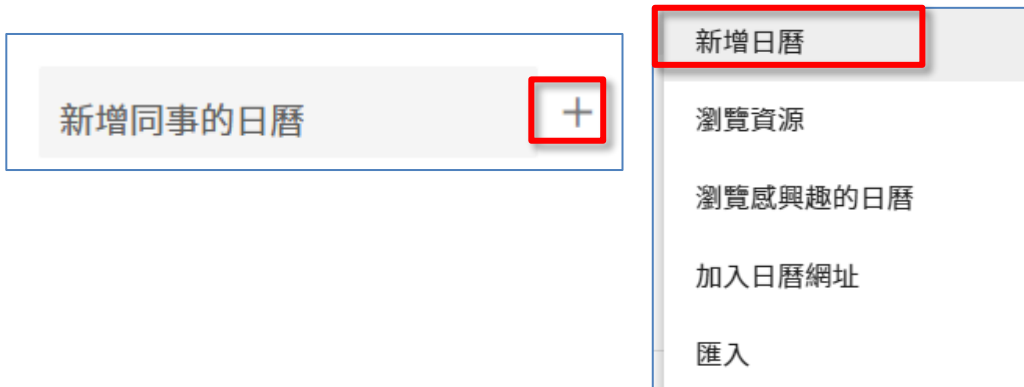 新增同事的日曆
+
新增日曆
瀏覽資源
瀏覽感興趣的日曆
加入日曆網址
匯入